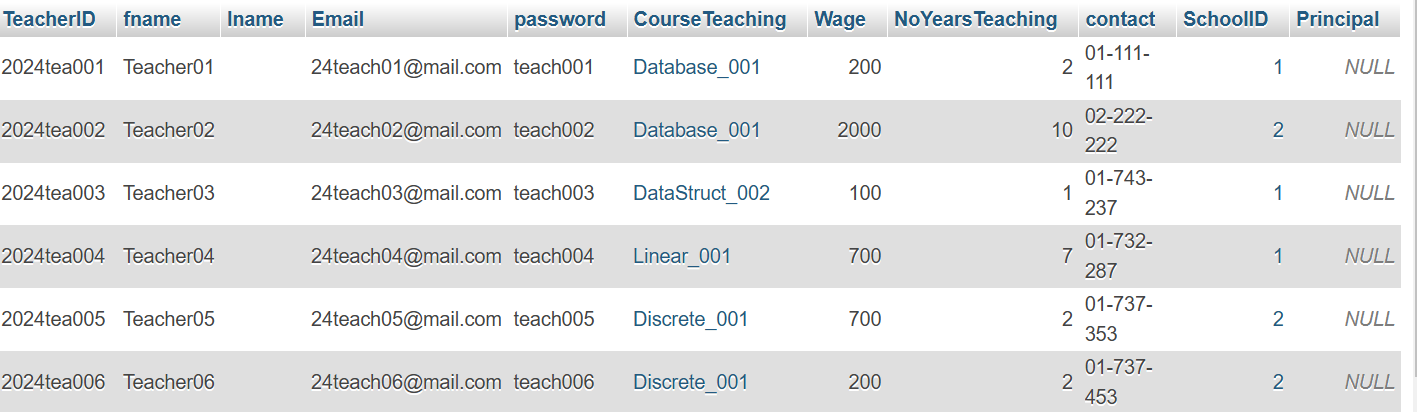 TeacherID fname lname Email password CourseTeaching Wage NoYearsTeaching contact SchoolID Principal
2024tea001 Teacher01 24teach01@mail.com teach001 Database_001 200 2 01-111-
111 1 NULL
2024tea002 Teacher02 24teach02@mail.com teach002 Database_001 2000 10 02-222-
222 2 NULL
2024tea003 Teacher03 24teach03@mail.com teach003 DataStruct_002 100 1 01-743-
237 1 NULL
2024tea004 Teacher04 24teach04@mail.com teach004 Linear_001 700 7 01-732-
287 1 NULL
2024tea005 Teacher05 24teach05@mail.com teach005 Discrete_001 700 2 01-737-
353 2 NULL
2024tea006 Teacher06 24teach06@mail.com teach006 Discrete_001 200 2 01-737-
453 2 NULL